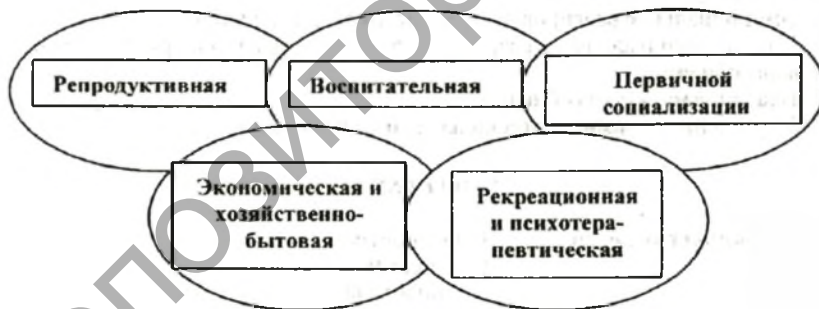 Репродуктивная
Воспитательная
Первичной
социализации
Экономическая и
хозяйственно-
бытовая
Рекреационная
и психотера-
певтическая